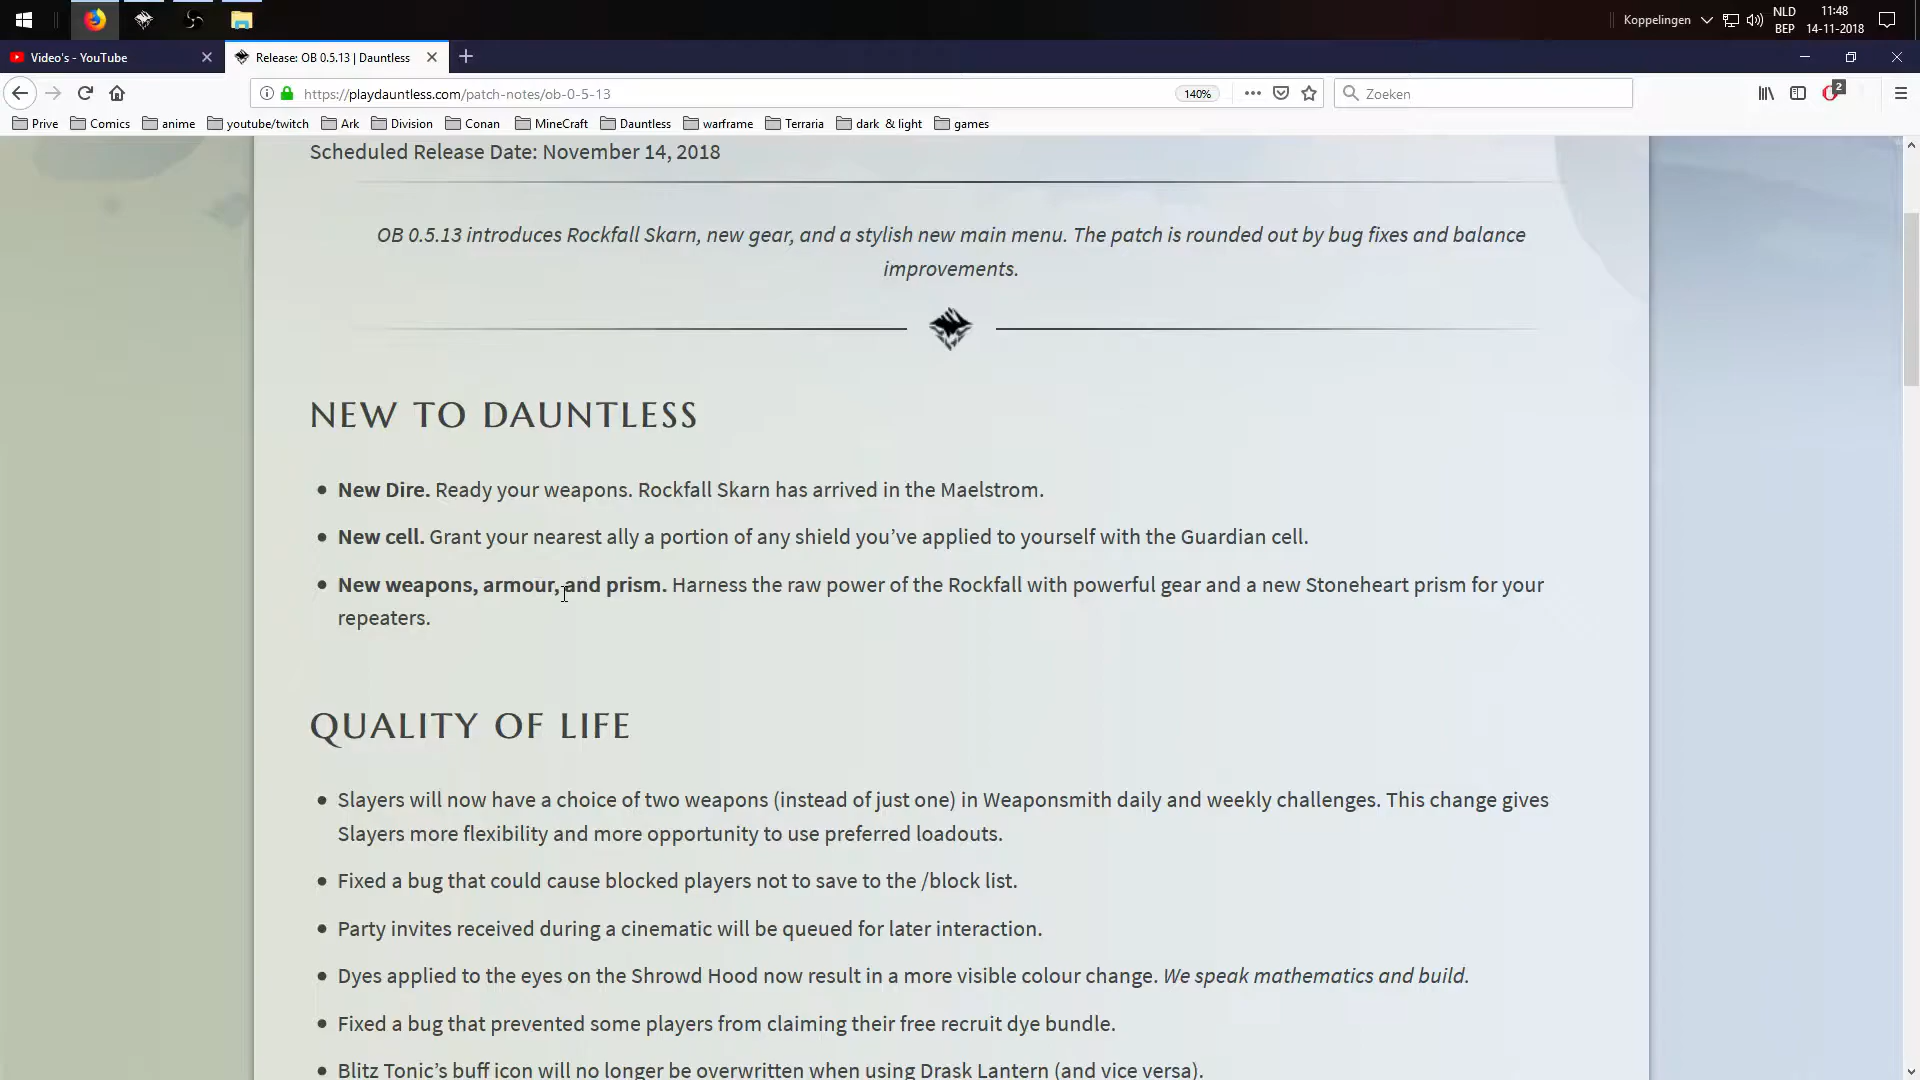 Koppelingen
NLD
BEP
11:48
14-11-2018
Video's - YouTube
Release: OB 0.5.13 | Dauntless
https://playdauntless.com/patch-notes/ob-0-5-13
140%
Zoeken
2
Prive
Comics
anime
youtube/twitch
Ark
Division
Conan
MineCraft
Dauntless
warframe
Terraria
dark & light
games
Scheduled Release Date: November 14, 2018
OB 0.5.13 introduces Rockfall Skarn, new gear, and a stylish new main menu. The patch is rounded out by bug fixes and balance
improvements.
NEW TO DAUNTLESS
New Dire. Ready your weapons. Rockfall Skarn has arrived in the Maelstrom.
New cell. Grant your nearest ally a portion of any shield you’ve applied to yourself with the Guardian cell.
New weapons, armour, and prism. Harness the raw power of the Rockfall with powerful gear and a new Stoneheart prism for your
repeaters.
QUALITY OF LIFE
Slayers will now have a choice of two weapons (instead of just one) in Weaponsmith daily and weekly challenges. This change gives
Slayers more flexibility and more opportunity to use preferred loadouts.
Fixed a bug that could cause blocked players not to save to the /block list.
Party invites received during a cinematic will be queued for later interaction.
Dyes applied to the eyes on the Shrowd Hood now result in a more visible colour change. We speak mathematics and build.
Fixed a bug that prevented some players from claiming their free recruit dye bundle.
Blitz Tonic’s buff icon will no longer be overwritten when using Drask Lantern (and vice versa).